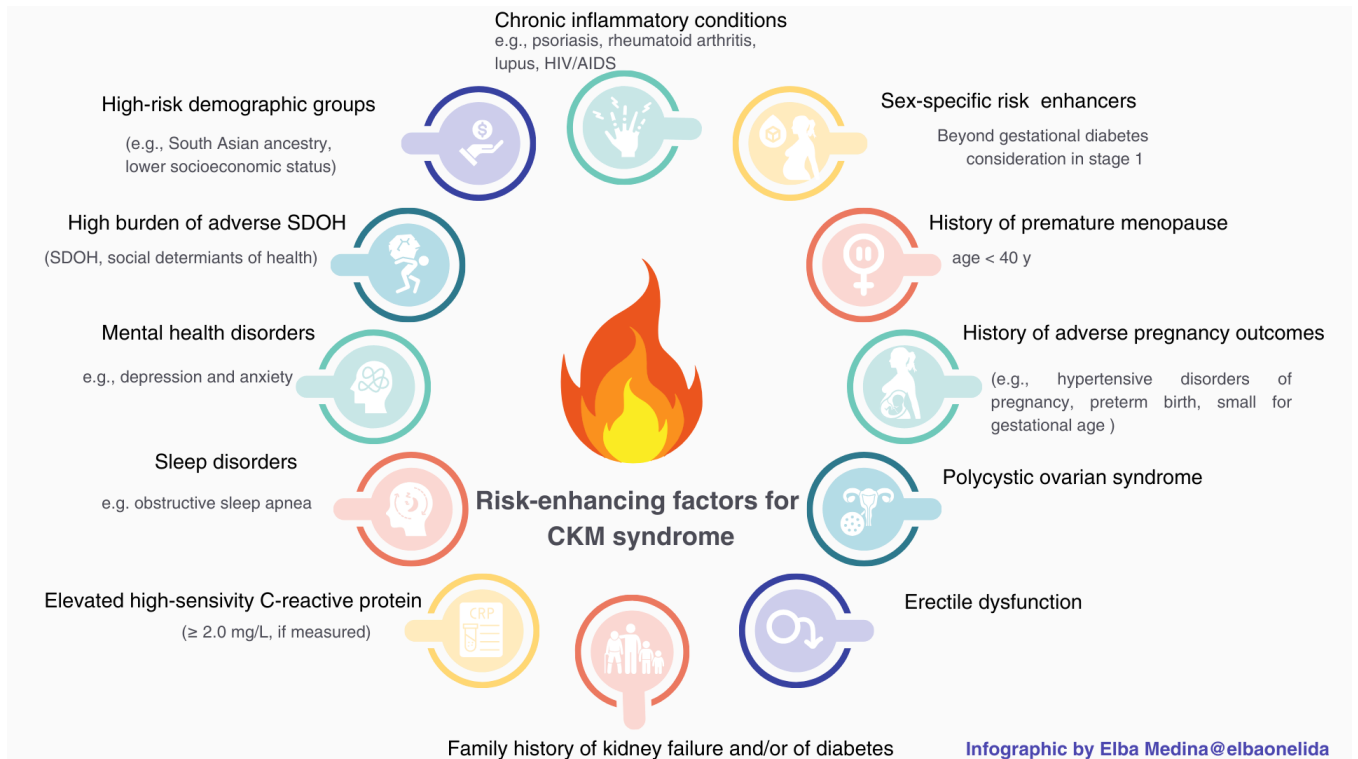 Chronic inflammatory conditions
e.g., psoriasis, rheumatoid arthritis,
lupus, HIV/AIDS
High-risk demographic groups
(e.g., South Asian ancestry,
lower socioeconomic status)
$
Sex-specific risk enhancers
Beyond gestational diabetes
consideration in stage 1
High burden of adverse SDOH
(SDOH, social determiants of health)
History of premature menopause
age < 40 y
Mental health disorders
e.g., depression and anxiety
History of adverse pregnancy outcomes
(e.g., hypertensive disorders of
pregnancy, preterm birth, small for
gestational age )
Sleep disorders
e.g. obstructive sleep apnea
Risk-enhancing factors for
CKM syndrome
Polycystic ovarian syndrome
Elevated high-sensivity C-reactive protein
(≥ 2.0 mg/L, if measured)
CRP
Erectile dysfunction
Family history of kidney failure and/or of diabetes
Infographic by Elba Medina@elbaonelida